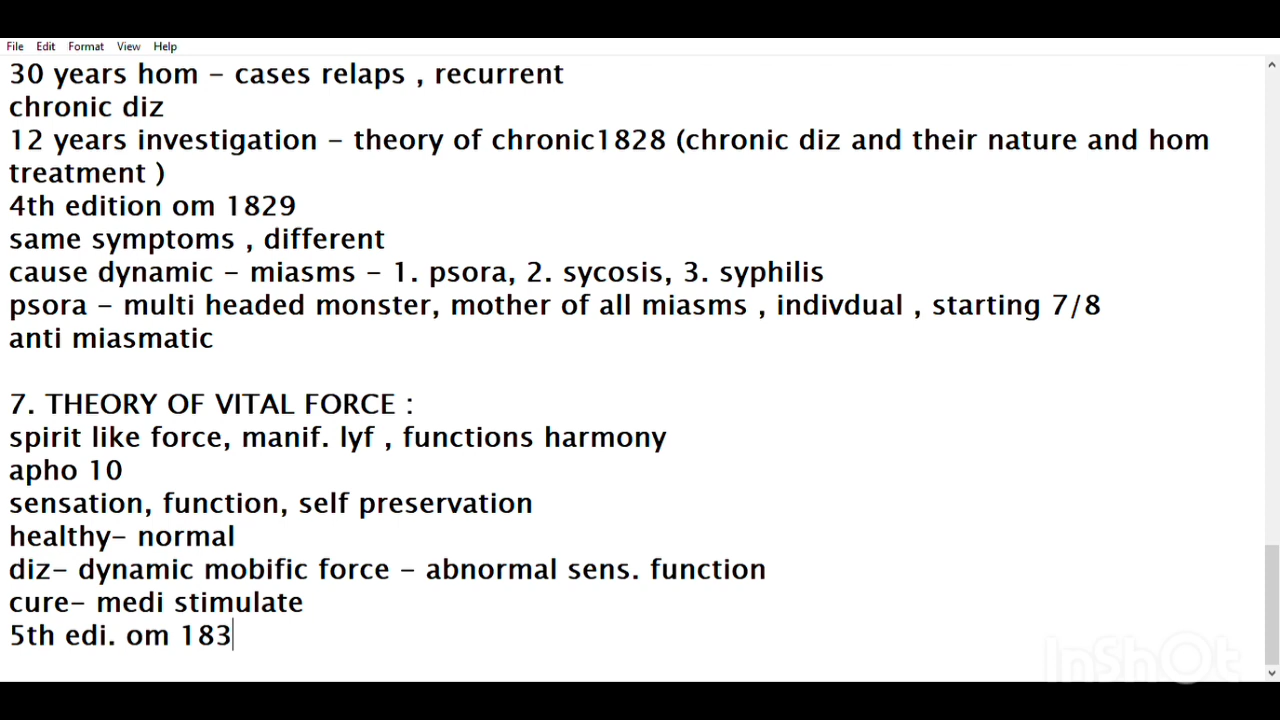 File Edit Format View Help
30 years hom - cases relaps , recurrent
chronic diz
12 years investigation - theory of chronic1828 (chronic diz and their nature and hom
treatment )
4th edition om 1829
same symptoms , different
cause dynamic - miasms - 1. psora, 2. sycosis, 3. syphilis
psora - multi headed monster, mother of all miasms , indivdual , starting 7/8
anti miasmatic
7. THEORY OF VITAL FORCE :
spirit like force, manif. lyf , functions harmony
apho 10
sensation, function, self preservation
healthy- normal
diz- dynamic mobific force - abnormal sens. function
cure- medi stimulate
5th edi. om 183
InShOt